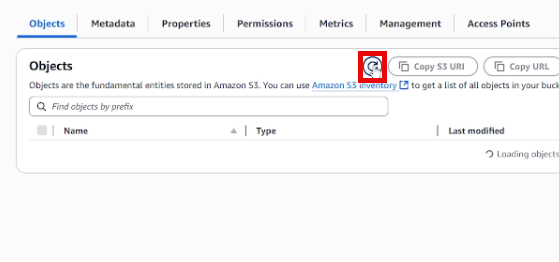 Objects Metadata Properties Permissions Metrics Management Access Points
Objects Copy S3 URI Copy URL
Objects are the fundamental entities stored in Amazon S3. You can use Amazon S3 inventory to get a list of all objects in your buck
Find objects by prefix
Name Type Last modified
Loading objects